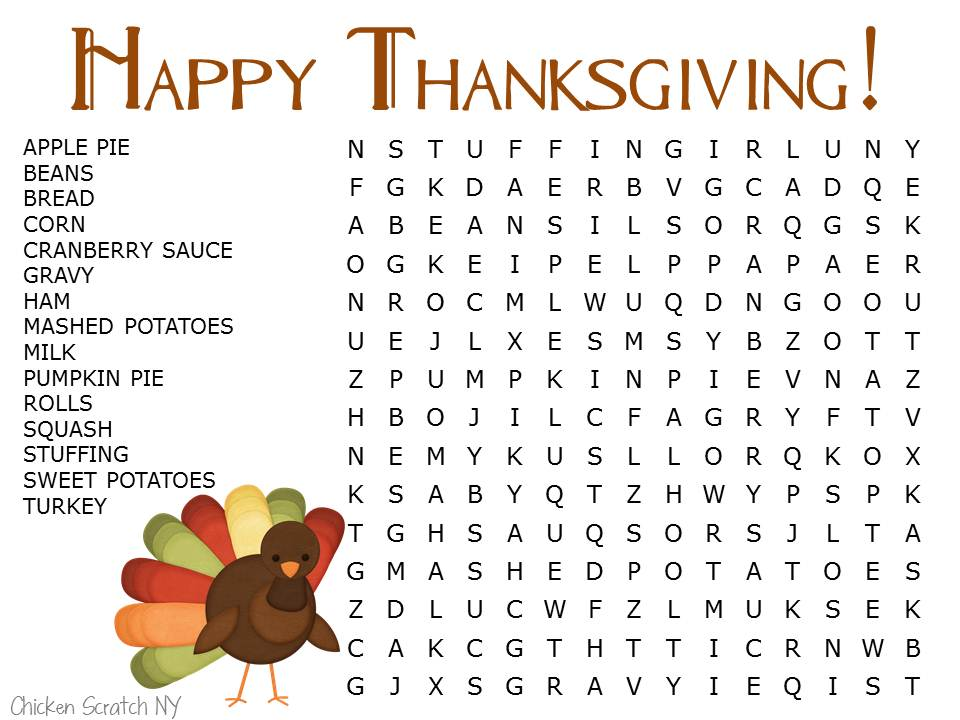 HAPPY THANKSGIVING!
APPLE PIE
BEANS
BREAD
CORN
CRANBERRY SAUCE
GRAVY
HAM
MASHED POTATOES
MILK
PUMPKIN PIE
ROLLS
SQUASH
STUFFING
SWEET POTATOES
TURKEY
N S T U F F I N G I R L U N Y
F G K D A E R B V G C A D Q E
A B E A N S I L S O R Q G S K
O G K E I P E L P P A P A E R
N R O C M L W U Q D N G O O U
U E J L X E S M S Y B Z O T T
Z P U M P K I N P I E V N A Z
H B O J I L C F A G R Y F T V
N E M Y K U S L L O R Q K O X
K S A B Y Q T Z H W Y P S P K
T G H S A U Q S O R S J L T A
G M A S H E D P O T A T O E S
Z D L U C W F Z L M U K S E K
C A K C G T H T T I C R N W B
G J X S G R A V Y I E Q I S T
Chicken Scratch NY